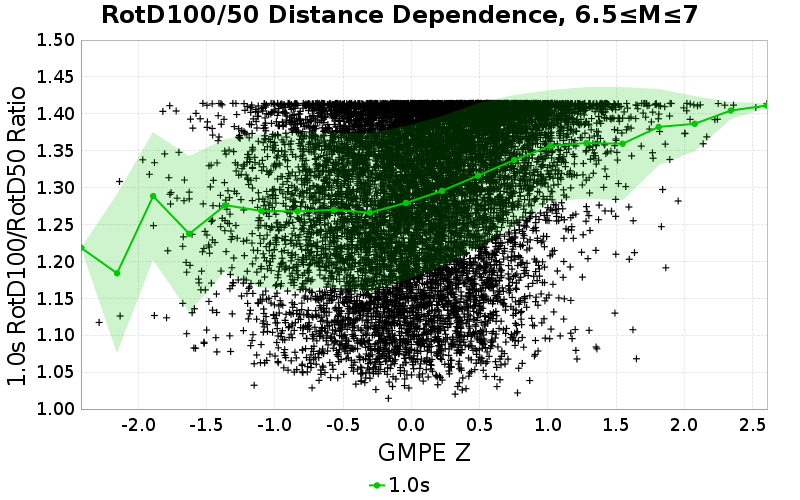 RotD100/50 Distance Dependence, 6.5≤M≤7
1.0s RotD100/RotD50 Ratio
1.50
1.45
1.40
1.35
1.30
1.25
1.20
1.15
1.10
1.05
1.00
-2.0 -1.5 -1.0 -0.5 0.0 0.5 1.0 1.5 2.0 2.5
GMPE Z
1.0s